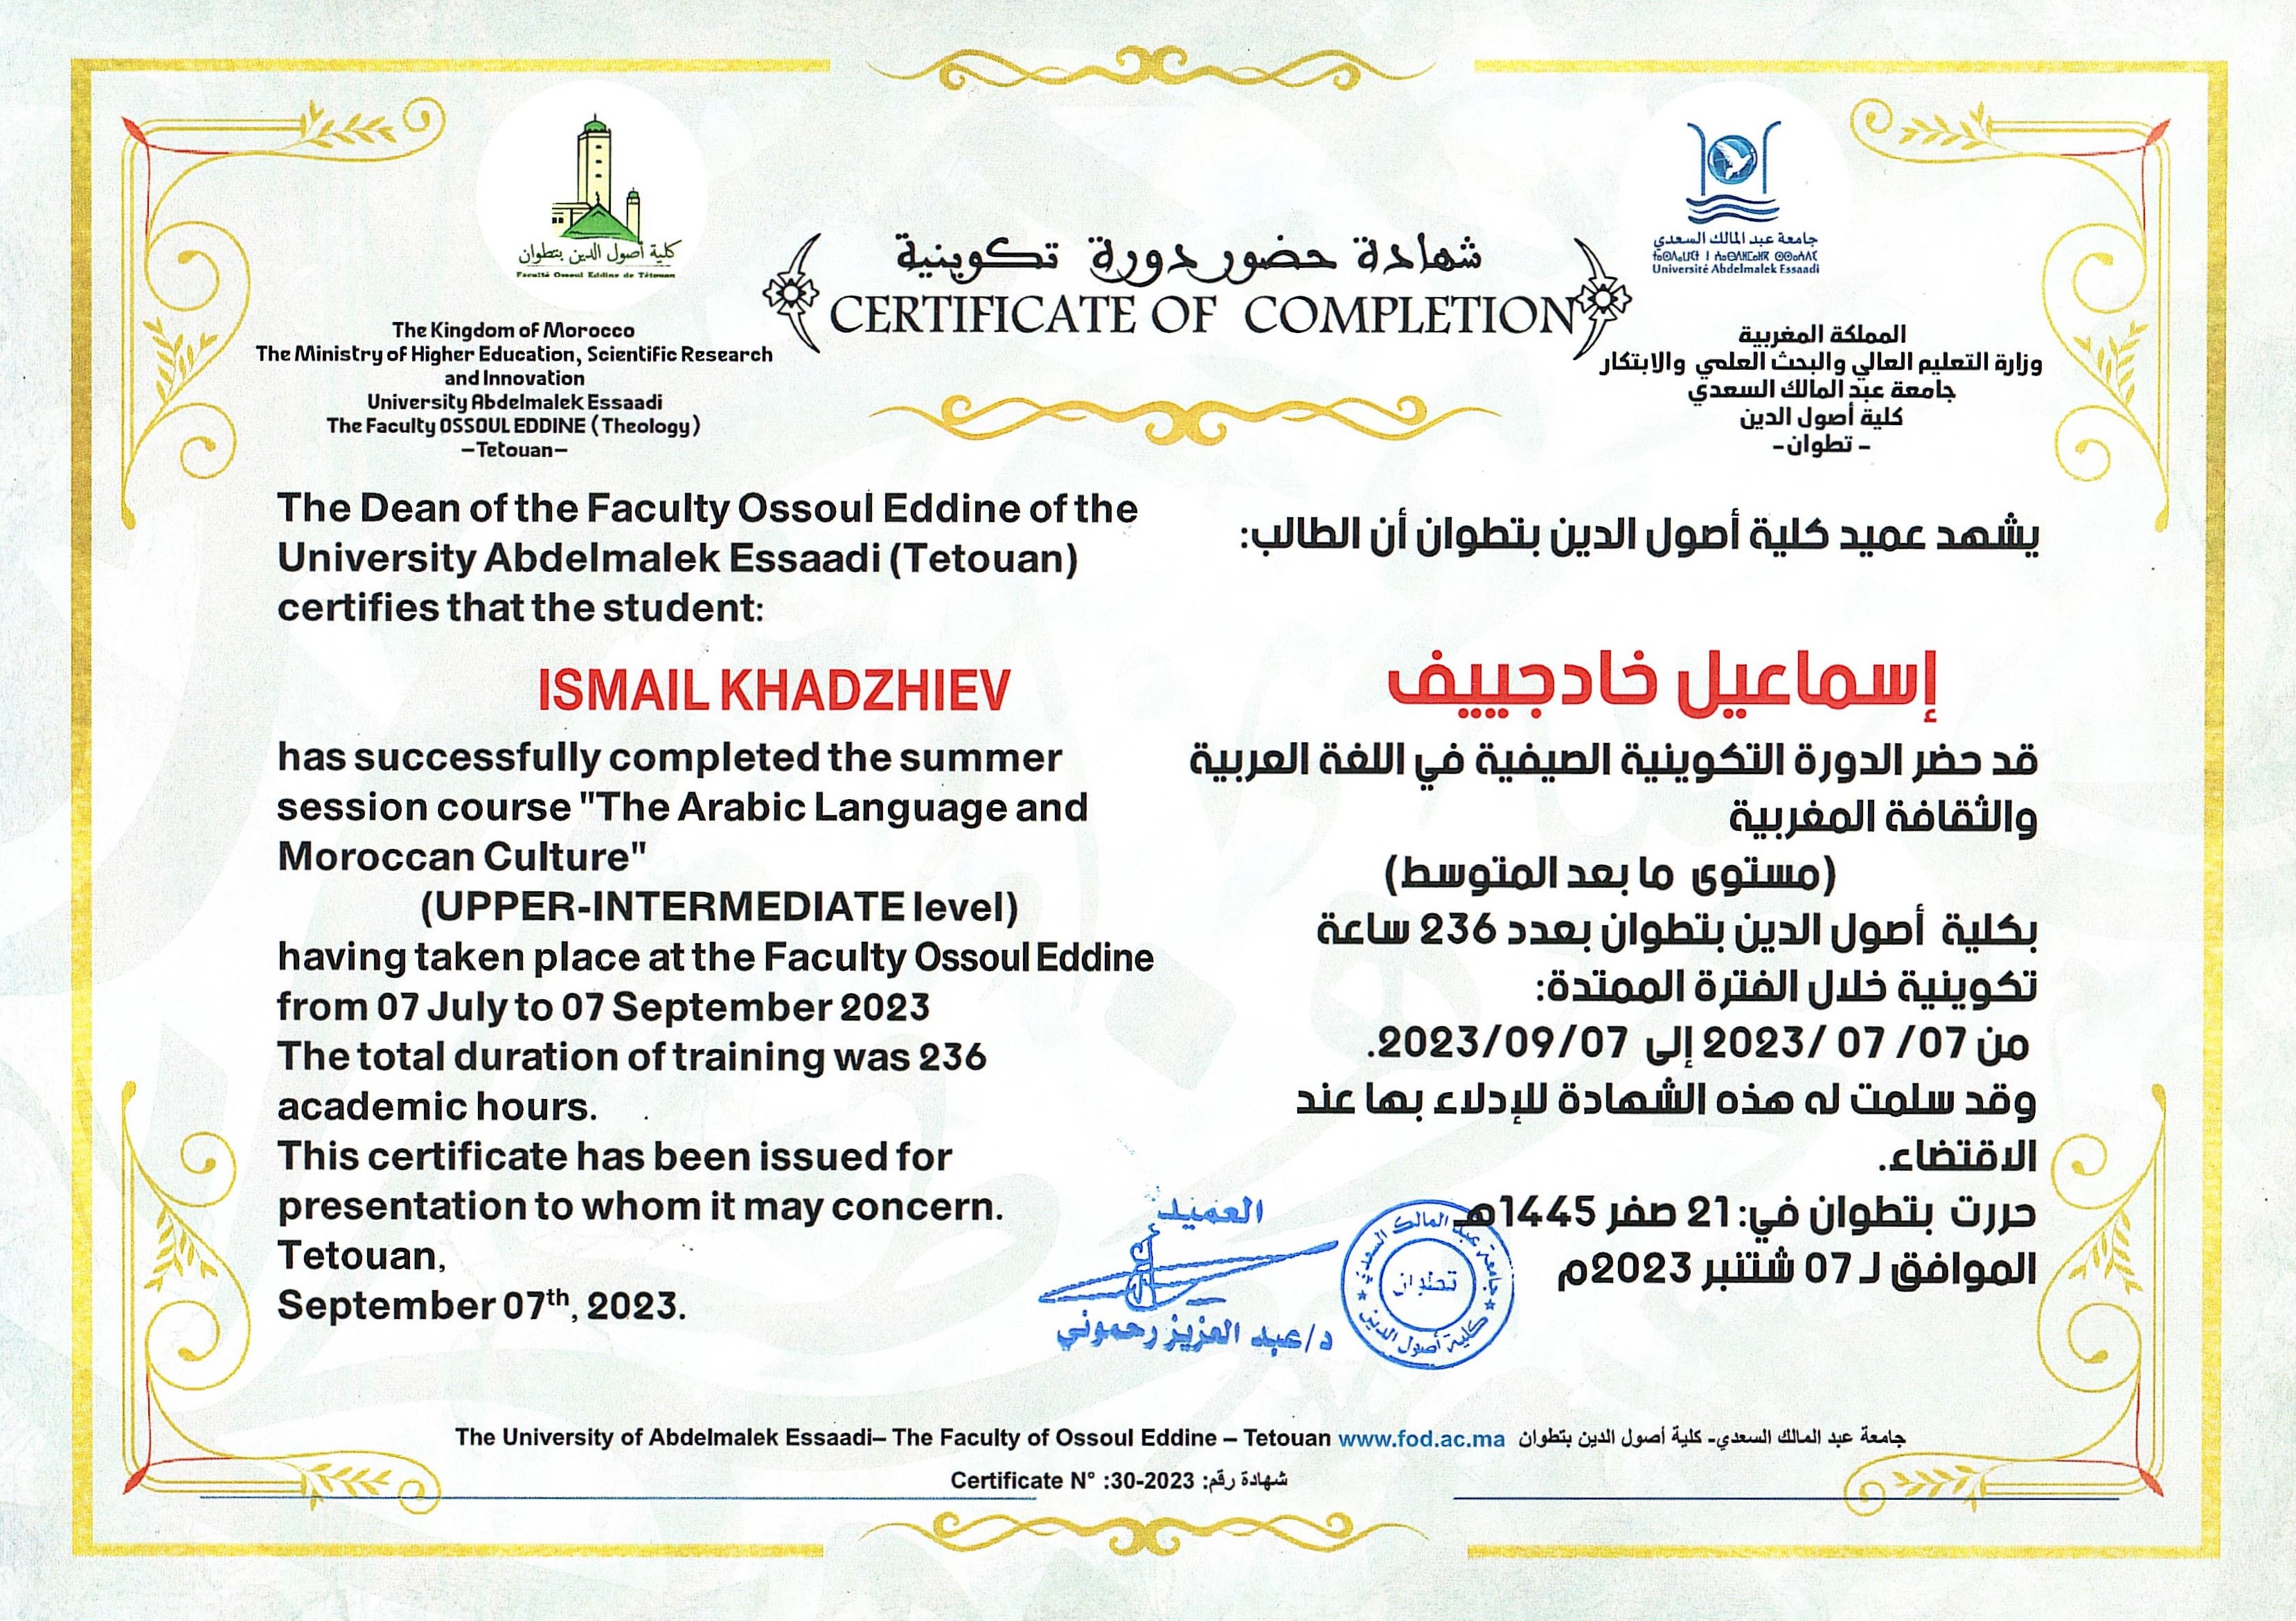 كلية أصول الدين بتطوان
Faculté Ossoul Eddine de Tétouan
شهادة حضور دورة تكوينية
CERTIFICATE OF COMPLETION
جامعة عبد المالك السعدي
Université Abdelmalek Essaadi
The Kingdom of Morocco
The Ministry of Higher Education, Scientific Research
and Innovation
University Abdelmalek Essaadi
The Faculty OSSOUL EDDINE (Theology)
–Tetouan–
المملكة المغربية
وزارة التعليم العالي والبحث العلمي والابتكار
جامعة عبد المالك السعدي
كلية أصول الدين
- تطوان-
The Dean of the Faculty Ossoul Eddine of the
University Abdelmalek Essaadi (Tetouan)
certifies that the student:
ISMAIL KHADZHIEV
has successfully completed the summer
session course "The Arabic Language and
Moroccan Culture"
(UPPER-INTERMEDIATE level)
having taken place at the Faculty Ossoul Eddine
from 07 July to 07 September 2023
The total duration of training was 236
academic hours.
This certificate has been issued for
presentation to whom it may concern.
Tetouan,
September 07th, 2023.
يشهد عميد كلية أصول الدين بتطوان أن الطالب:
إسماعيل خادجييف
قد حضر الدورة التكوينية الصيفية في اللغة العربية
والثقافة المغربية
(مستوى ما بعد المتوسط)
بكلية أصول الدين بتطوان بعدد 236 ساعة
تكوينية خلال الفترة الممتدة:
من 07/ 07 /2023 إلى 2023/09/07.
وقد سلمت له هذه الشهادة للإدلاء بها عند
الاقتضاء.
حررت بتطوان في: 21 صفر 1445هـ
الموافق لـ 07 شتنبر 2023م
العميد
د/عبد العزيز رحموني
جامعة عبد المالك السعدي
تطوان
كلية أصول الدين
The University of Abdelmalek Essaadi– The Faculty of Ossoul Eddine – Tetouan www.fod.ac.ma جامعة عبد المالك السعدي- كلية أصول الدين بتطوان
Certificate N° :30-2023 شهادة رقم: